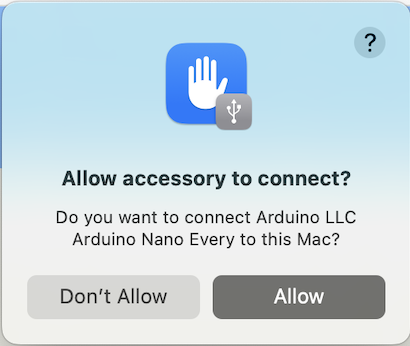 ?
Allow accessory to connect?
Do you want to connect Arduino LLC
Arduino Nano Every to this Mac?
Don’t Allow
Allow